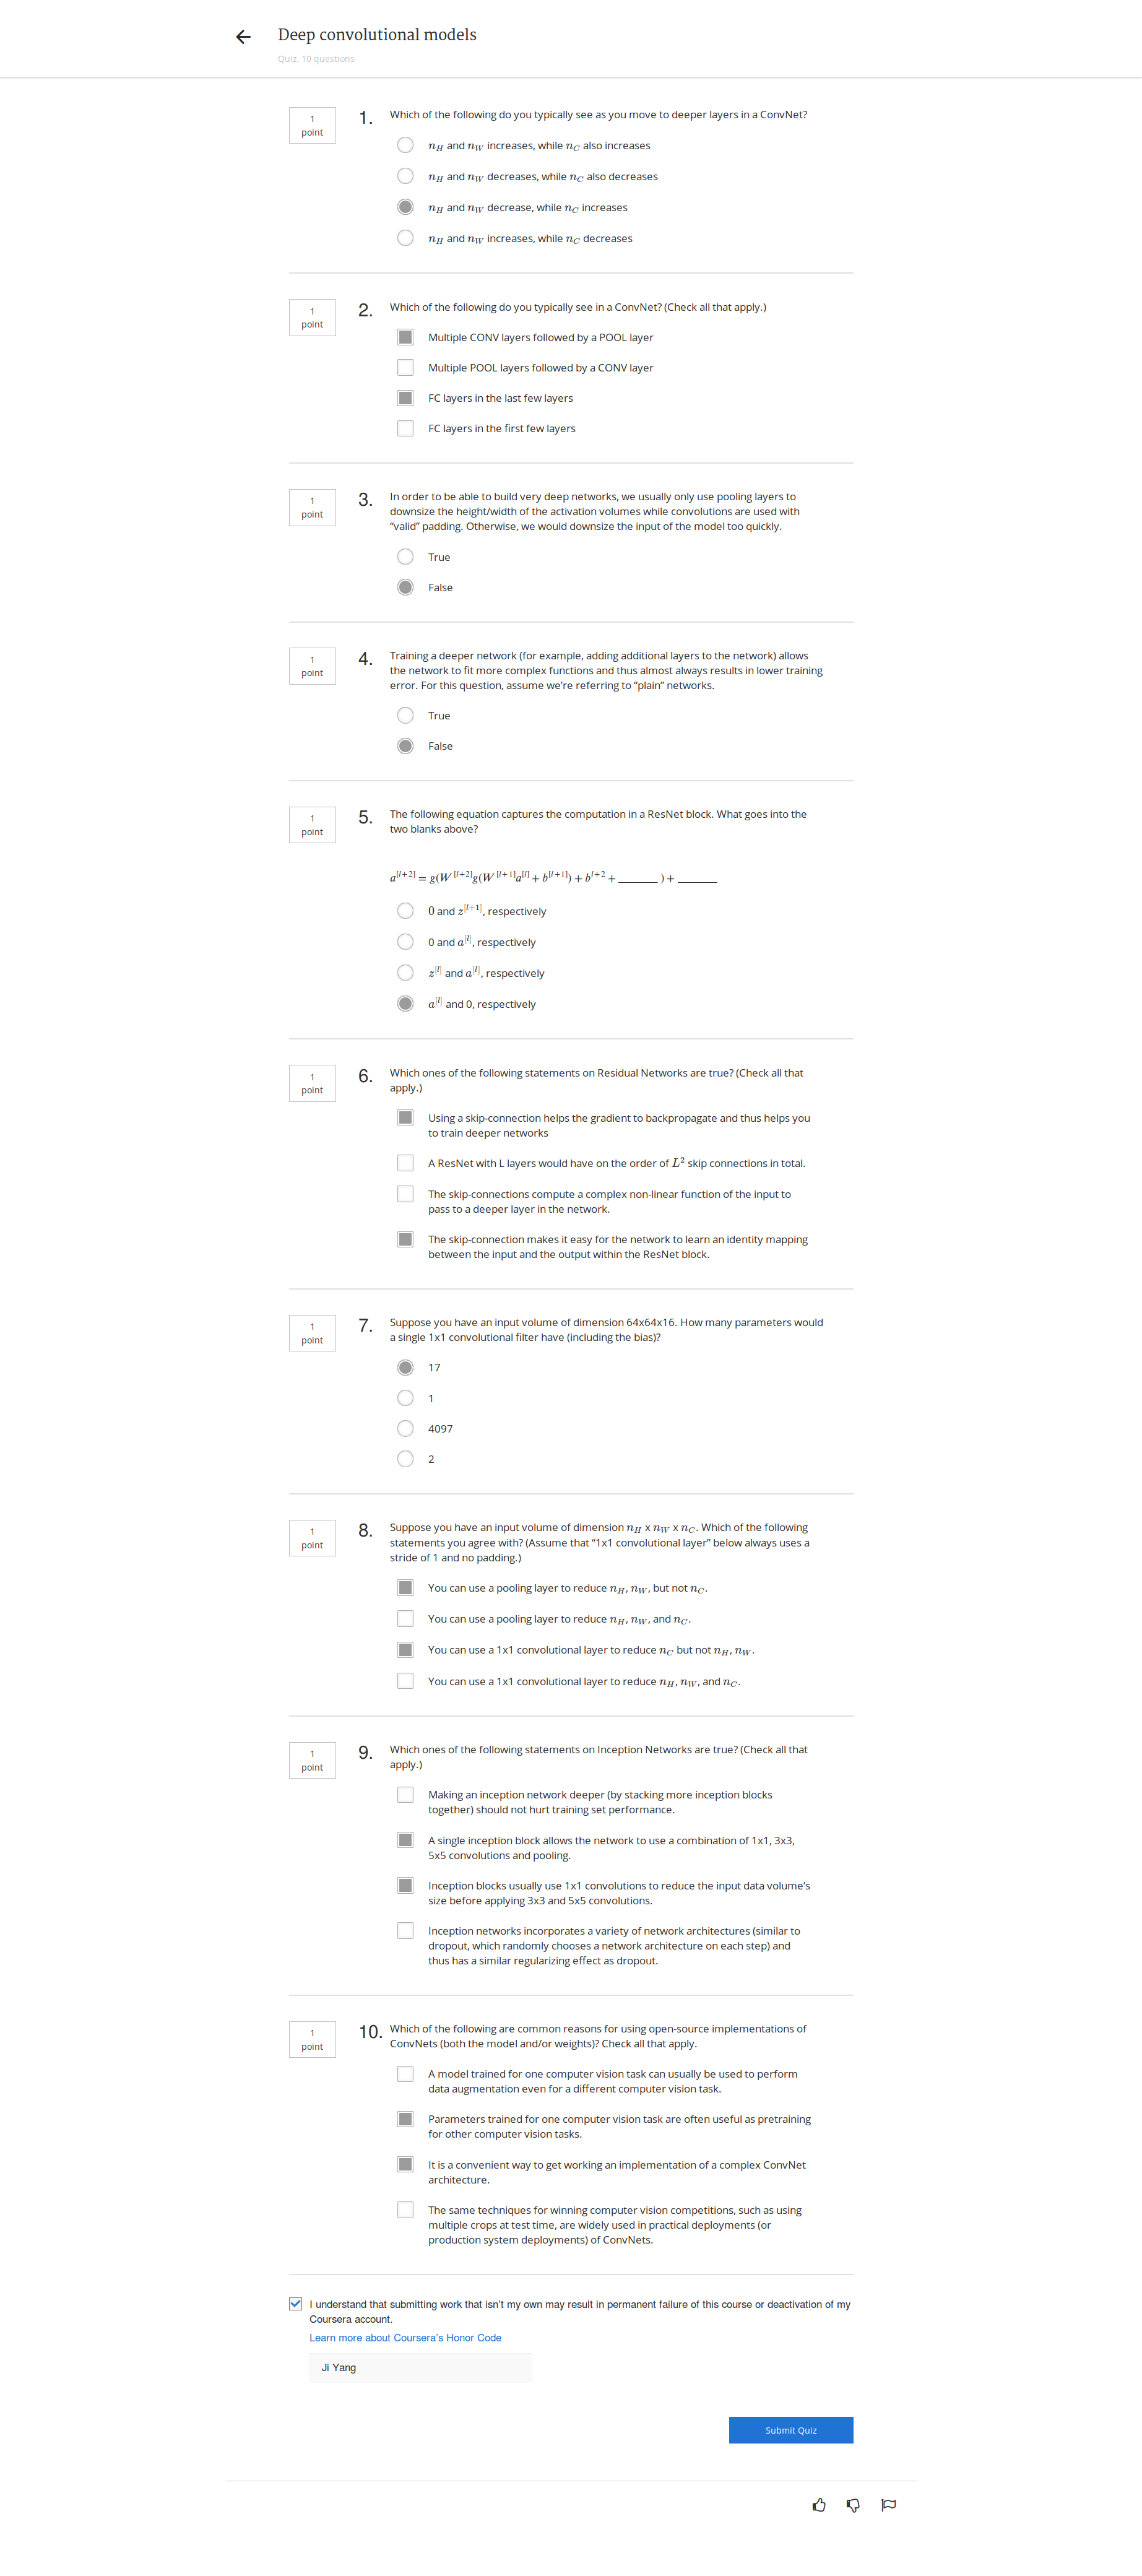 Deep convolutional models
Quiz, 10 questions
1
point
1.
Which of the following do you typically see as you move to deeper layers in a ConvNet?
n_H and n_W increases, while n_C also increases
n_H and n_W decreases, while n_C also decreases
n_H and n_W decrease, while n_C increases
n_H and n_W increases, while n_C decreases
1
point
2.
Which of the following do you typically see in a ConvNet? (Check all that apply.)
Multiple CONV layers followed by a POOL layer
Multiple POOL layers followed by a CONV layer
FC layers in the last few layers
FC layers in the first few layers
1
point
3.
In order to be able to build very deep networks, we usually only use pooling layers to
downsize the height/width of the activation volumes while convolutions are used with
“valid” padding. Otherwise, we would downsize the input of the model too quickly.
True
False
1
point
4.
Training a deeper network (for example, adding additional layers to the network) allows
the network to fit more complex functions and thus almost always results in lower training
error. For this question, assume we’re referring to “plain” networks.
True
False
1
point
5.
The following equation captures the computation in a ResNet block. What goes into the
two blanks above?
a^[l+2] = g(W^[l+2]g(W^[l+1]a^[l] + b^[l+1]) + b^l+2 + _______ ) + _______
0 and z^[l+1], respectively
0 and a^[l], respectively
z^[l] and a^[l], respectively
a^[l] and 0, respectively
1
point
6.
Which ones of the following statements on Residual Networks are true? (Check all that
apply.)
Using a skip-connection helps the gradient to backpropagate and thus helps you
to train deeper networks
A ResNet with L layers would have on the order of L² skip connections in total.
The skip-connections compute a complex non-linear function of the input to
pass to a deeper layer in the network.
The skip-connection makes it easy for the network to learn an identity mapping
between the input and the output within the ResNet block.
1
point
7.
Suppose you have an input volume of dimension 64x64x16. How many parameters would
a single 1x1 convolutional filter have (including the bias)?
17
1
4097
2
1
point
8.
Suppose you have an input volume of dimension n_H x n_W x n_C. Which of the following
statements you agree with? (Assume that “1x1 convolutional layer” below always uses a
stride of 1 and no padding.)
You can use a pooling layer to reduce n_H, n_W, but not n_C.
You can use a pooling layer to reduce n_H, n_W, and n_C.
You can use a 1x1 convolutional layer to reduce n_C but not n_H, n_W.
You can use a 1x1 convolutional layer to reduce n_H, n_W, and n_C.
1
point
9.
Which ones of the following statements on Inception Networks are true? (Check all that
apply.)
Making an inception network deeper (by stacking more inception blocks
together) should not hurt training set performance.
A single inception block allows the network to use a combination of 1x1, 3x3,
5x5 convolutions and pooling.
Inception blocks usually use 1x1 convolutions to reduce the input data volume’s
size before applying 3x3 and 5x5 convolutions.
Inception networks incorporates a variety of network architectures (similar to
dropout, which randomly chooses a network architecture on each step) and
thus has a similar regularizing effect as dropout.
1
point
10.
Which of the following are common reasons for using open-source implementations of
ConvNets (both the model and/or weights)? Check all that apply.
A model trained for one computer vision task can usually be used to perform
data augmentation even for a different computer vision task.
Parameters trained for one computer vision task are often useful as pretraining
for other computer vision tasks.
It is a convenient way to get working an implementation of a complex ConvNet
architecture.
The same techniques for winning computer vision competitions, such as using
multiple crops at test time, are widely used in practical deployments (or
production system deployments) of ConvNets.
I understand that submitting work that isn’t my own may result in permanent failure of this course or deactivation of my
Coursera account.
Learn more about Coursera’s Honor Code
Ji Yang
Submit Quiz